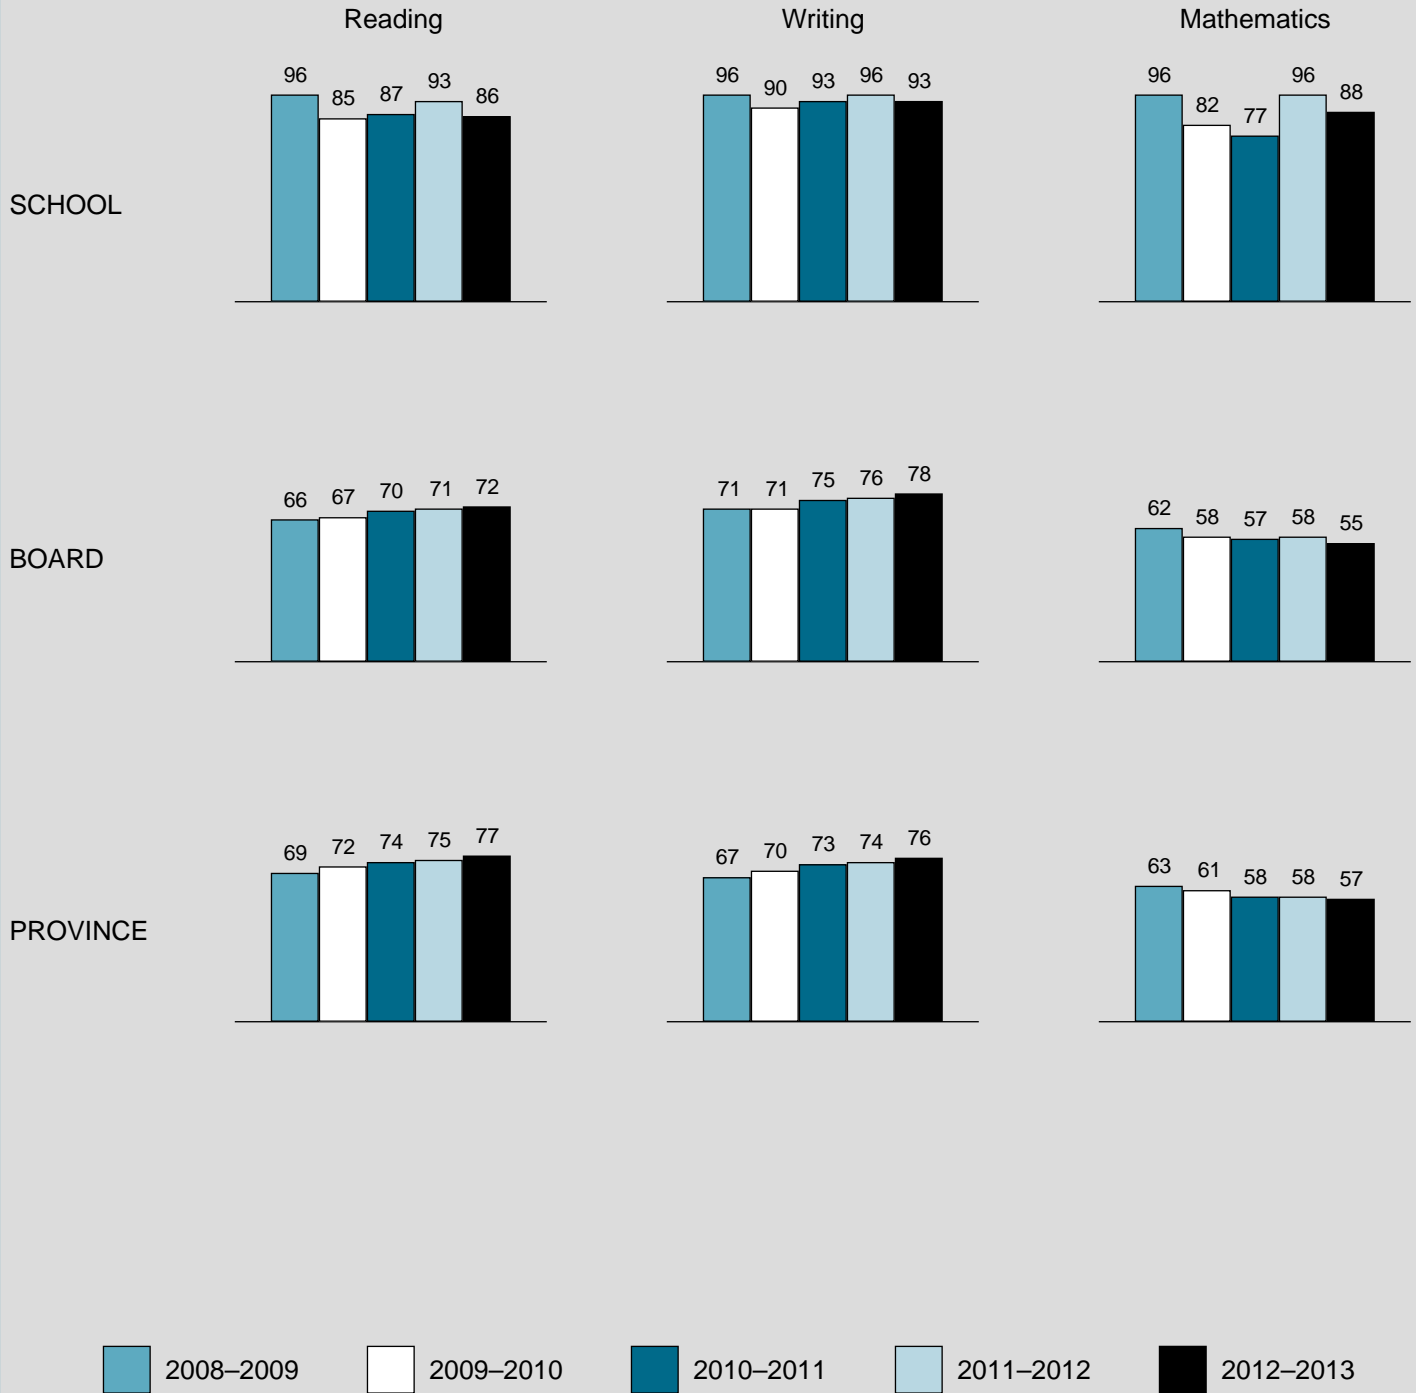 Reading Writing Mathematics
96 85 87 93 86 96 90 93 96 93 96 82 77 96 88
SCHOOL
66 67 70 71 72 71 71 75 76 78 62 58 57 58 55
BOARD
69 72 74 75 77 67 70 73 74 76 63 61 58 58 57
PROVINCE
2008–2009 2009–2010 2010–2011 2011–2012 2012–2013